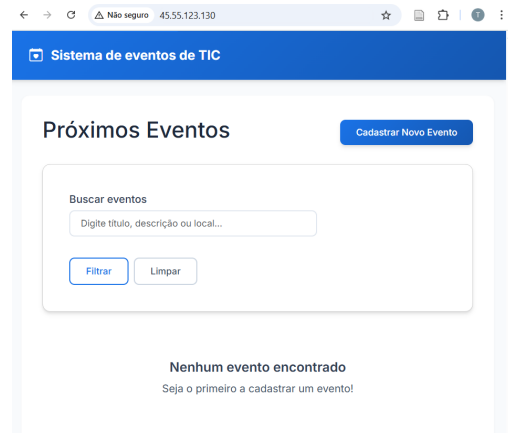 Não seguro 45.55.123.130
T
Sistema de eventos de TIC
Próximos Eventos
Cadastrar Novo Evento
Buscar eventos
Digite título, descrição ou local...
Filtrar Limpar
Nenhum evento encontrado
Seja o primeiro a cadastrar um evento!